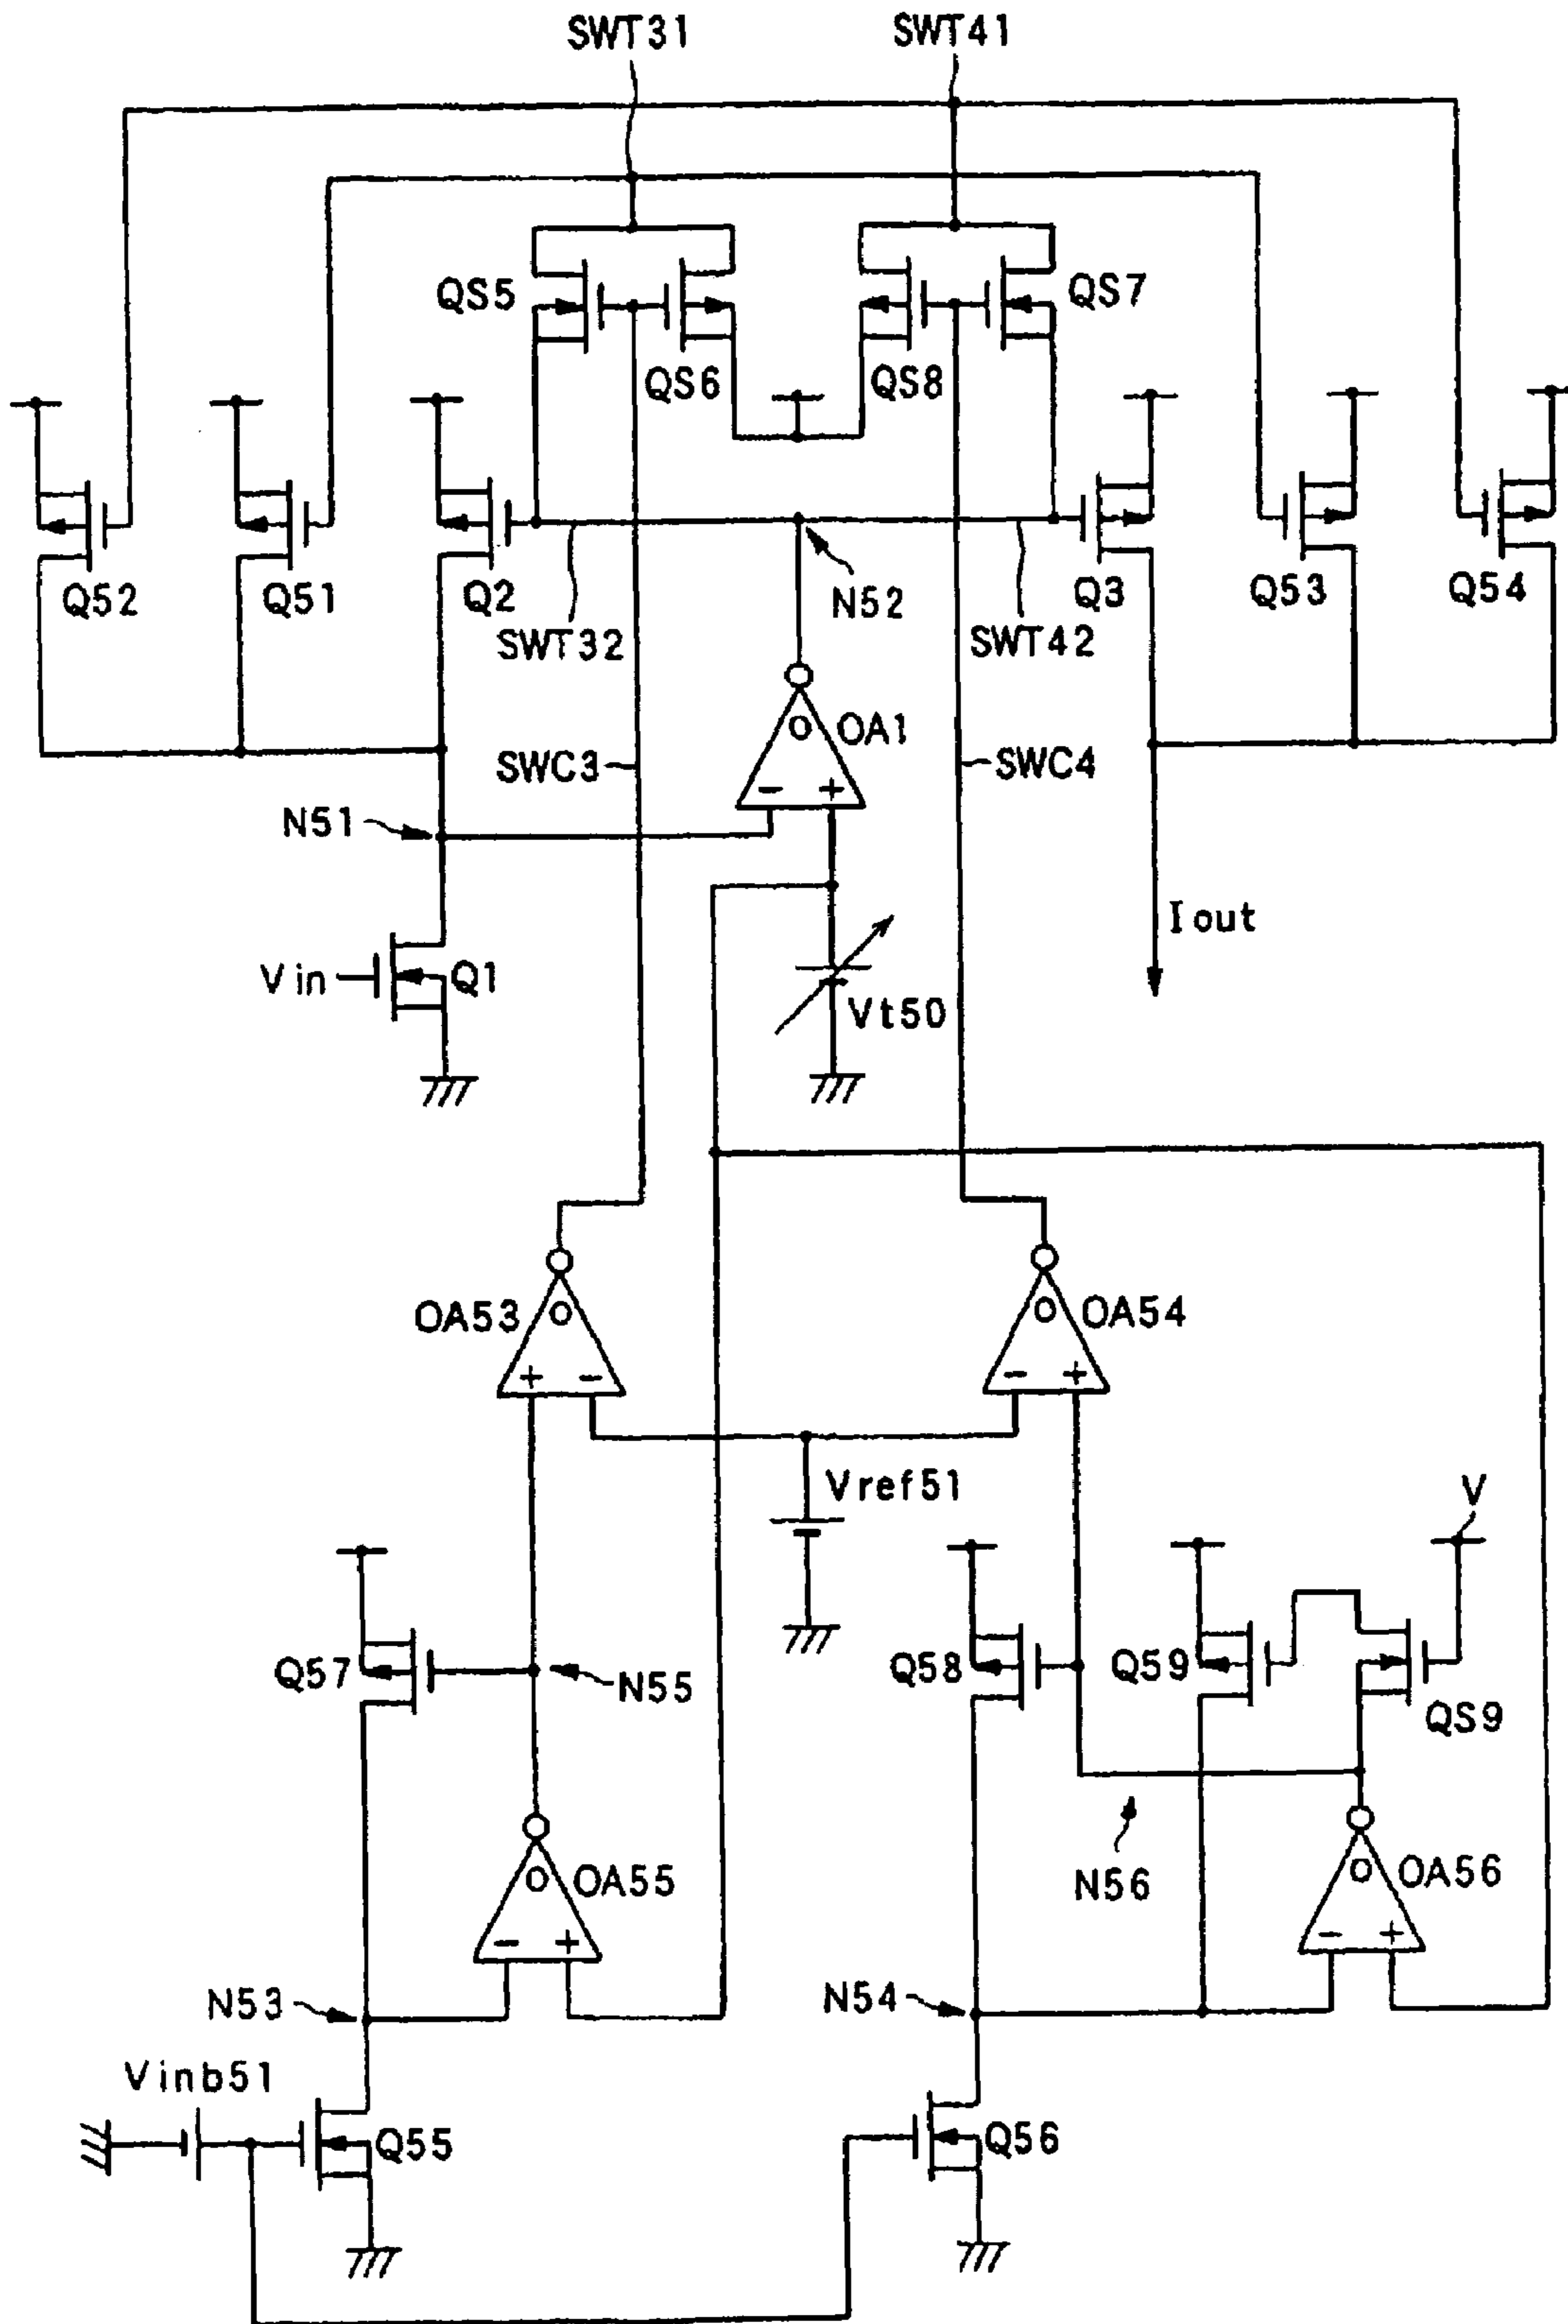 SWT31
SWT41
QS5
QS7
QS6
QS8
Q52
Q51
Q2
N52
Q3
Q53
Q54
SWT32
SWT42
O
OA1
SWC3
- +
SWC4
N51
Iout
Vin
Q1
Vt50
OA53
O
O
OA54
+ -
- +
Vref51
V
Q57
N55
Q58
Q59
QS9
O
OA55
N56
O
OA56
- +
- +
N53
N54
Vinb51
Q55
Q56